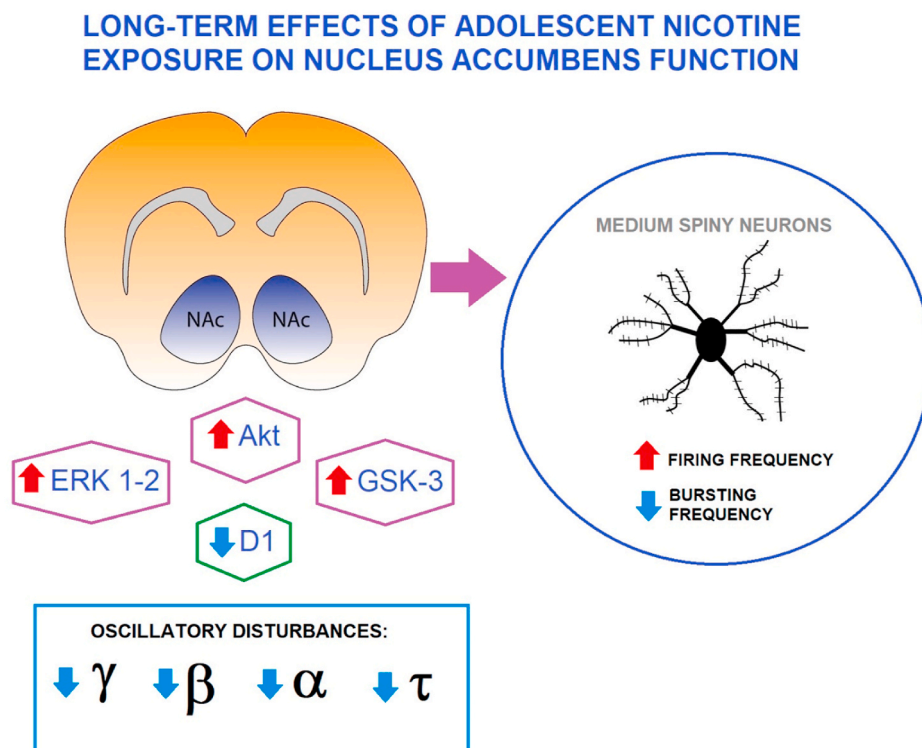 LONG-TERM EFFECTS OF ADOLESCENT NICOTINE
EXPOSURE ON NUCLEUS ACCUMBENS FUNCTION
NAc NAc
MEDIUM SPINY NEURONS
FIRING FREQUENCY
BURSTING
FREQUENCY
Akt
ERK 1-2
GSK-3
D1
OSCILLATORY DISTURBANCES:
γ β α τ